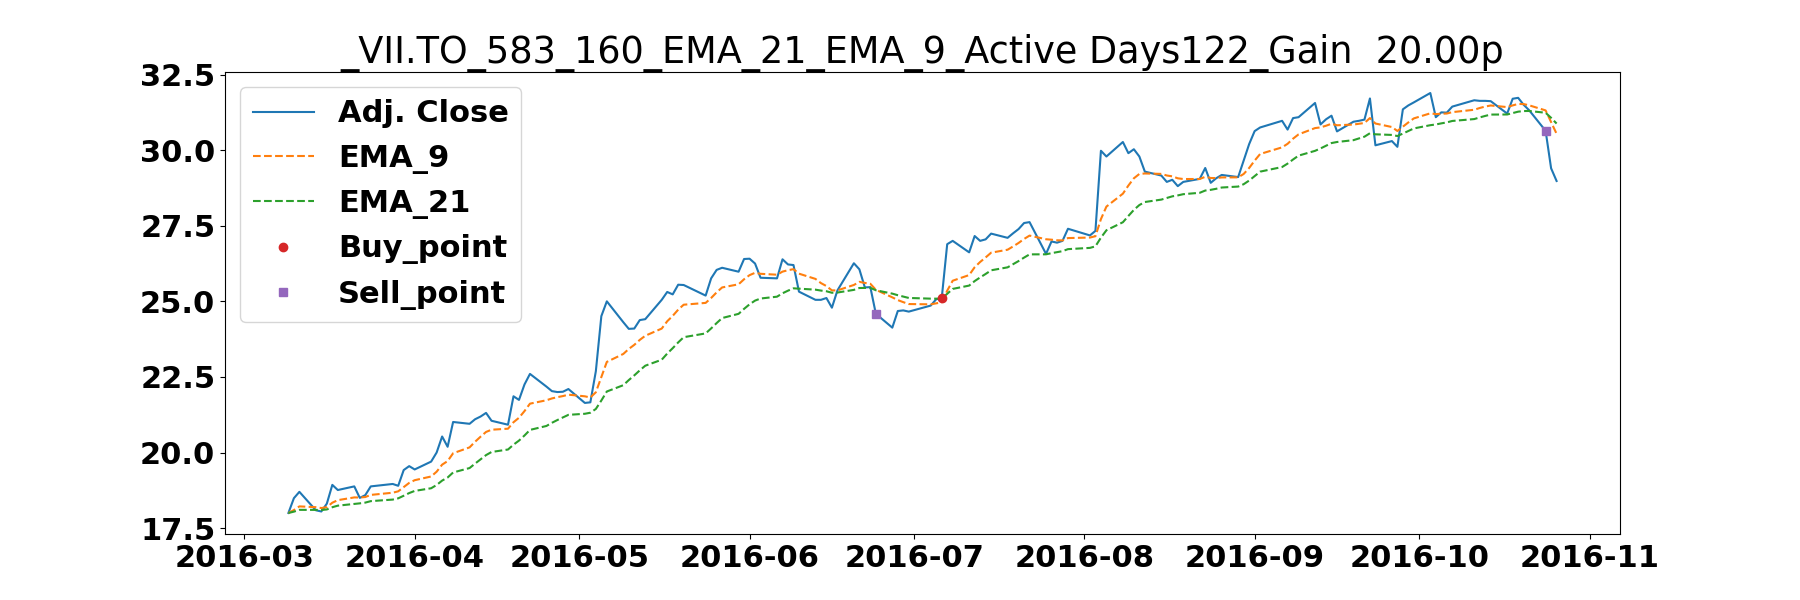 _VII.TO_583_160_EMA_21_EMA_9_Active Days122_Gain  20.00p
32.5
30.0
27.5
25.0
22.5
20.0
17.5
Adj. Close
EMA_9
EMA_21
Buy_point
Sell_point
2016-03 2016-04 2016-05 2016-06 2016-07 2016-08 2016-09 2016-10 2016-11